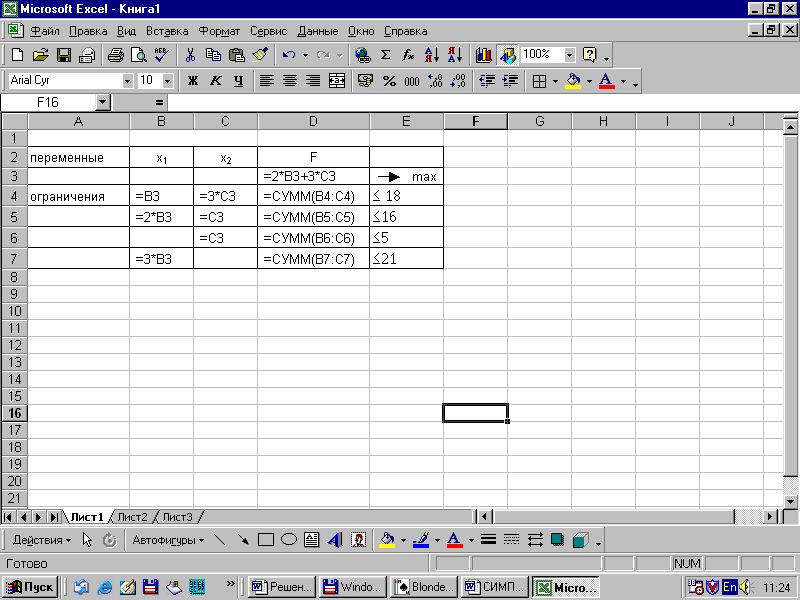 Microsoft Excel - Книга1
Файл Правка Вид Вставка Формат Сервис Данные Окно Справка
100%
Arial Cyr 10 Ж К Ч
F16 =
A B C D E F G H I J
1
2 переменные x₁ x₂ F
3 =2*B3+3*C3 max
4 ограничения =B3 =3*C3 =СУММ(B4:C4) ≤ 18
5 =2*B3 =C3 =СУММ(B5:C5) ≤16
6 =C3 =СУММ(B6:C6) ≤5
7 =3*B3 =СУММ(B7:C7) ≤21
8
9
10
11
12
13
14
15
16
17
18
19
20
21
Лист1 Лист2 Лист3
Действия Автофигуры
Готово NUM
Пуск » Решен... Windo... Blonde... СИМП... Micro... En 11:24